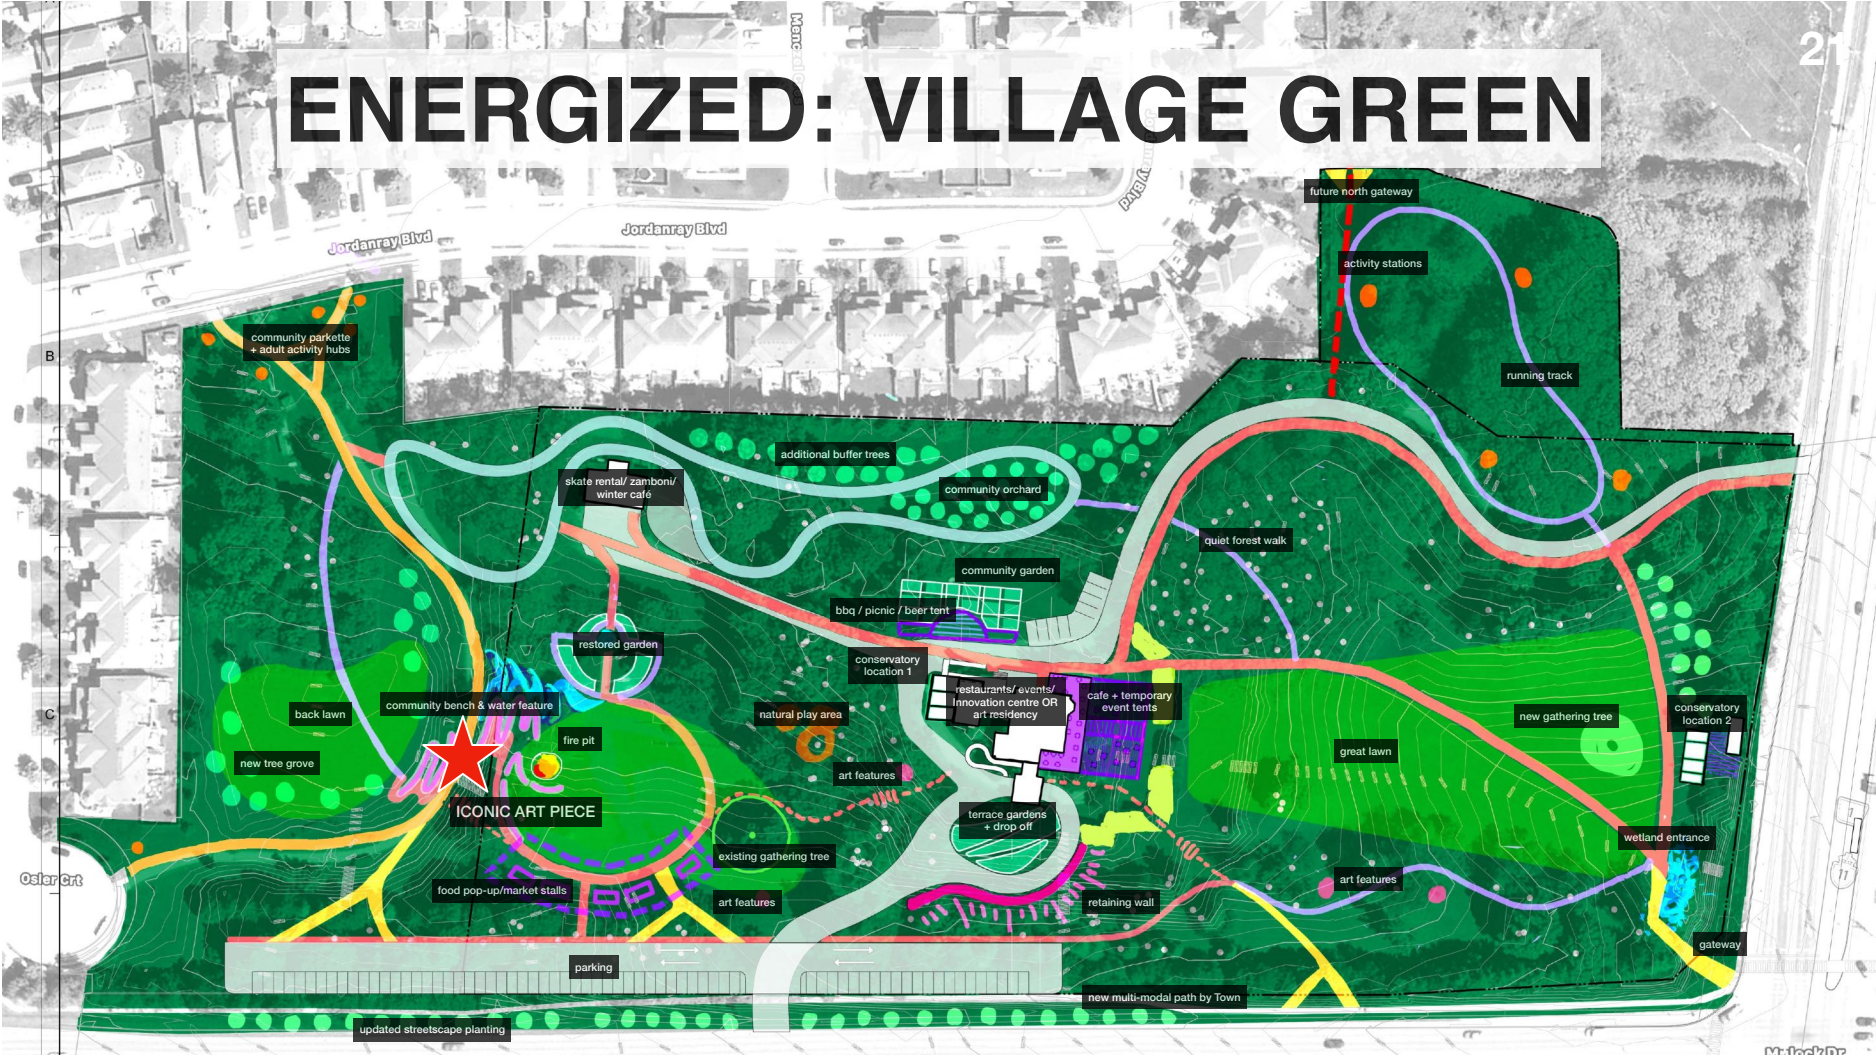 21
ENERGIZED: VILLAGE GREEN
Jordanray Blvd
Jordanray Blvd
future north gateway
activity stations
running track
B
community parkette
+ adult activity hubs
additional buffer trees
community orchard
skate rental/ zamboni/
winter café
quiet forest walk
community garden
bbq / picnic / beer tent
restored garden
conservatory
location 1
restaurants/ events/
Innovation centre OR
art residency
cafe + temporary
event tents
C
back lawn
community bench & water feature
natural play area
new gathering tree
conservatory
location 2
fire pit
great lawn
new tree grove
art features
ICONIC ART PIECE
terrace gardens
+ drop off
wetland entrance
existing gathering tree
Osler Crt
food pop-up/market stalls
art features
retaining wall
art features
gateway
parking
new multi-modal path by Town
updated streetscape planting
11